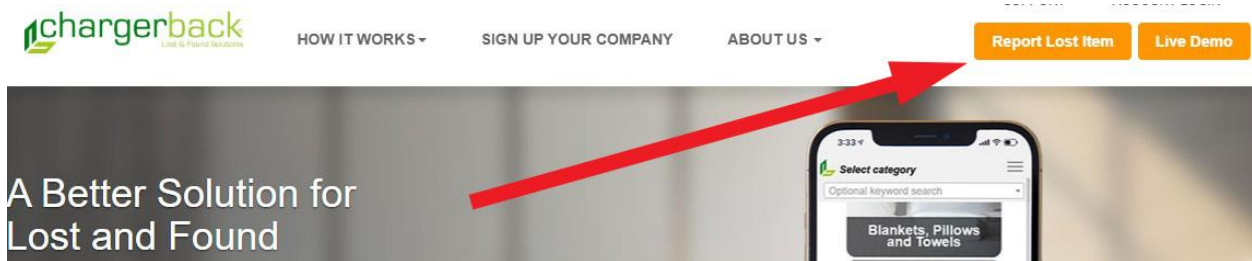 chargerback
Lost & Found Solutions
HOW IT WORKS
SIGN UP YOUR COMPANY
ABOUT US
Report Lost Item
Live Demo
A Better Solution for
Lost and Found
3:33
Select category
Optional keyword search
Blankets, Pillows
and Towels